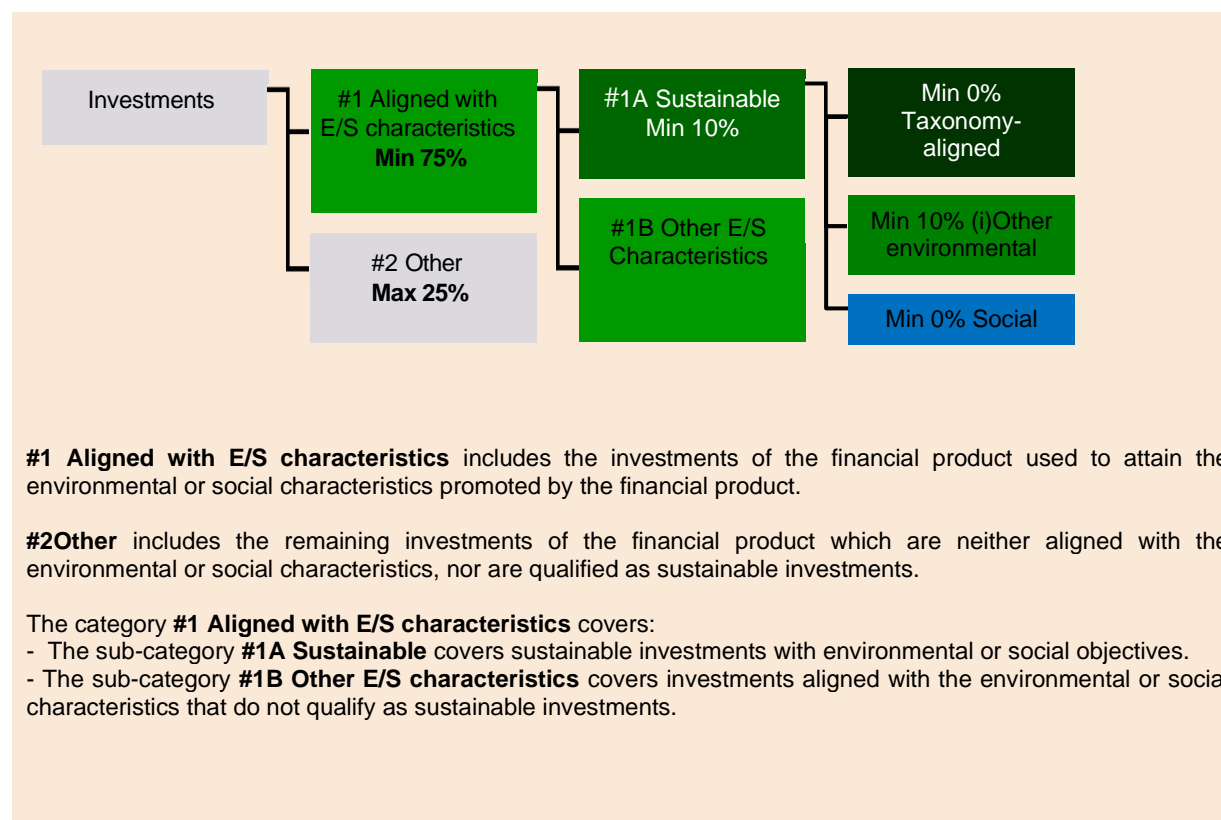 Investments
#1 Aligned with
E/S characteristics
Min 75%
#2 Other
Max 25%
#1A Sustainable
Min 10%
#1B Other E/S
Characteristics
Min 0%
Taxonomy-
aligned
Min 10% (i)Other
environmental
Min 0% Social
#1 Aligned with E/S characteristics includes the investments of the financial product used to attain the
environmental or social characteristics promoted by the financial product.
#2Other includes the remaining investments of the financial product which are neither aligned with the
environmental or social characteristics, nor are qualified as sustainable investments.
The category #1 Aligned with E/S characteristics covers:
- The sub-category #1A Sustainable covers sustainable investments with environmental or social objectives.
- The sub-category #1B Other E/S characteristics covers investments aligned with the environmental or social
characteristics that do not qualify as sustainable investments.